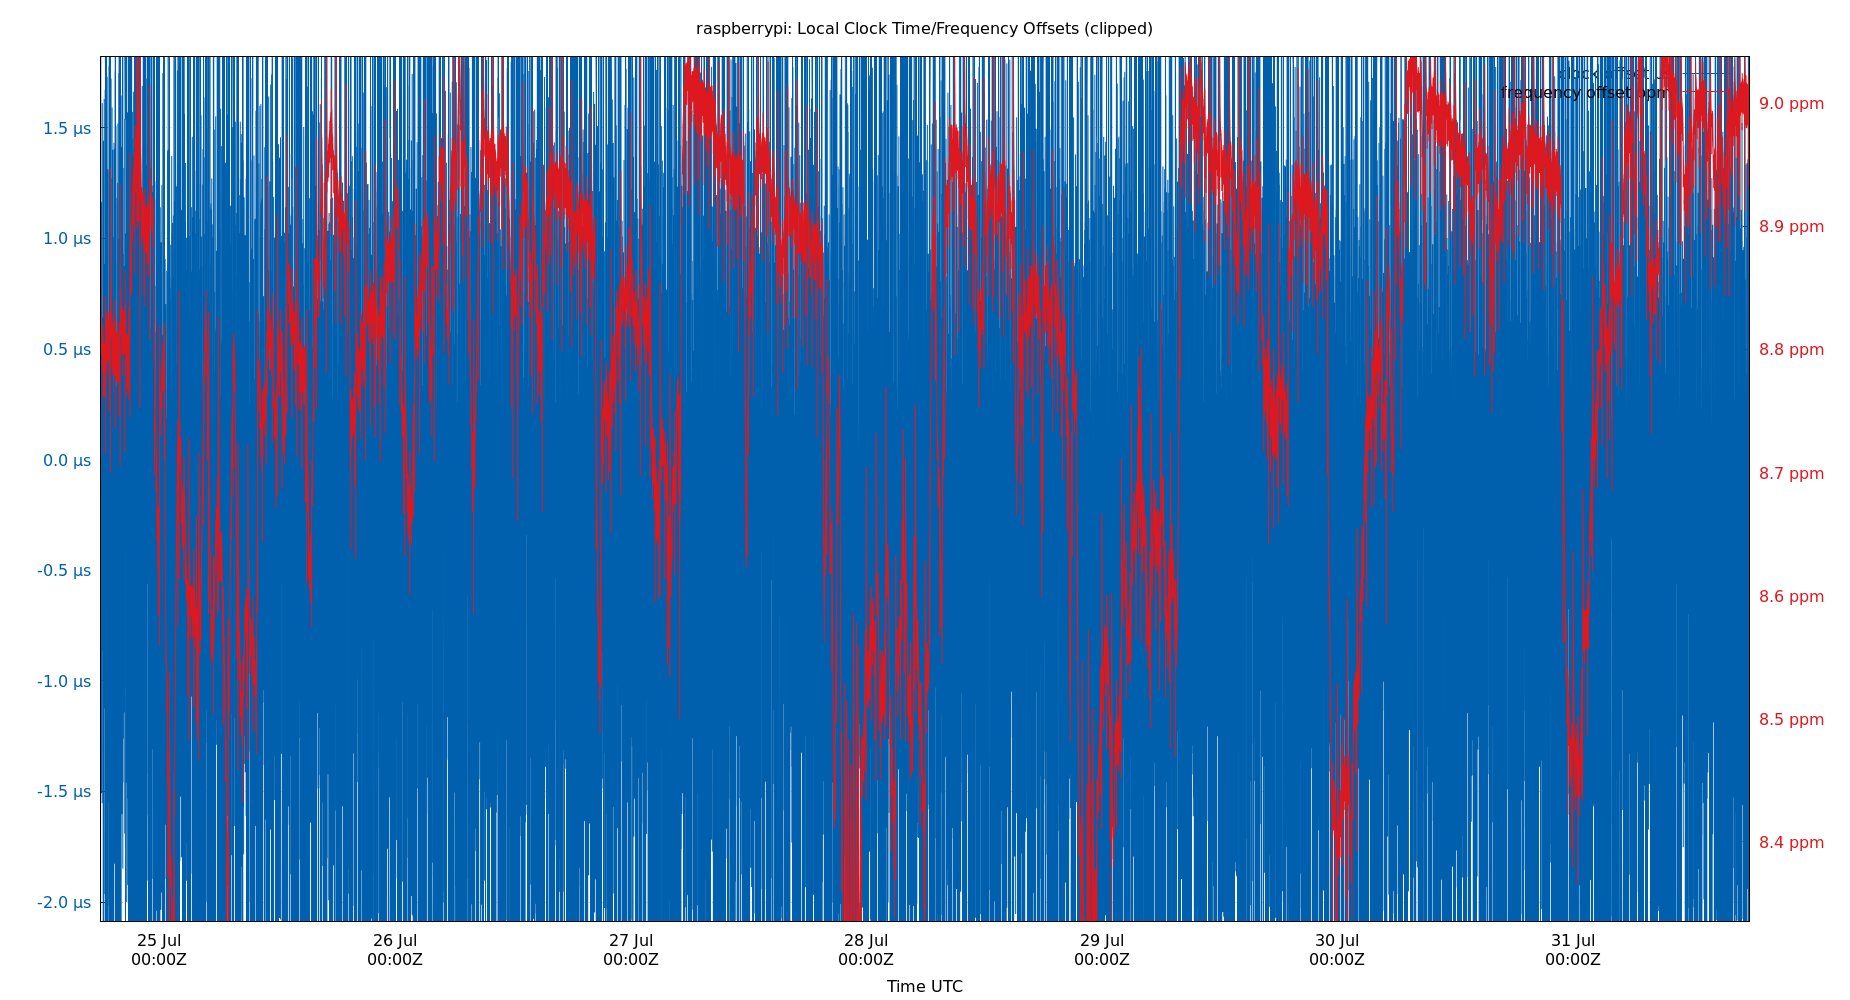 raspberrypi: Local Clock Time/Frequency Offsets (clipped)
clock offset
frequency offset ppm
1.5 µs
1.0 µs
0.5 µs
0.0 µs
-0.5 µs
-1.0 µs
-1.5 µs
-2.0 µs
9.0 ppm
8.9 ppm
8.8 ppm
8.7 ppm
8.6 ppm
8.5 ppm
8.4 ppm
25 Jul
00:00Z
26 Jul
00:00Z
27 Jul
00:00Z
28 Jul
00:00Z
29 Jul
00:00Z
30 Jul
00:00Z
31 Jul
00:00Z
Time UTC